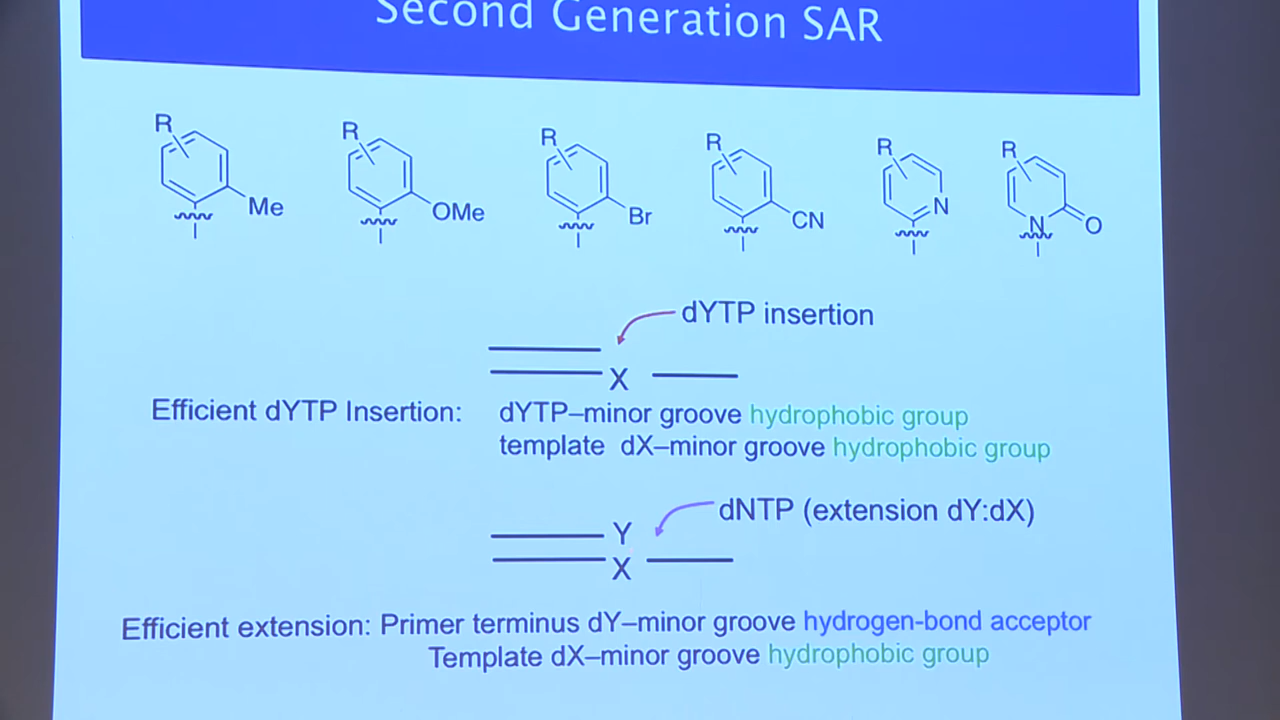 Second Generation SAR
R R R R R R
Me OMe Br CN N N O
dYTP insertion
X
Efficient dYTP Insertion: dYTP–minor groove hydrophobic group
template dX–minor groove hydrophobic group
dNTP (extension dY:dX)
Y
X
Efficient extension: Primer terminus dY–minor groove hydrogen-bond acceptor
Template dX–minor groove hydrophobic group